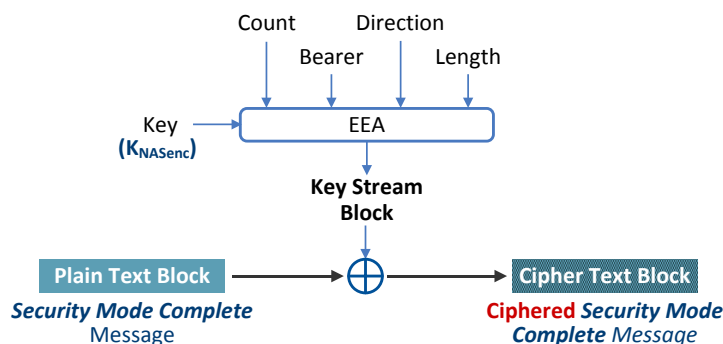 Count Direction
Bearer Length
Key EEA
(KNASenc)
Key Stream
Block
Plain Text Block Cipher Text Block
Security Mode Complete
Message
Ciphered Security Mode
Complete Message